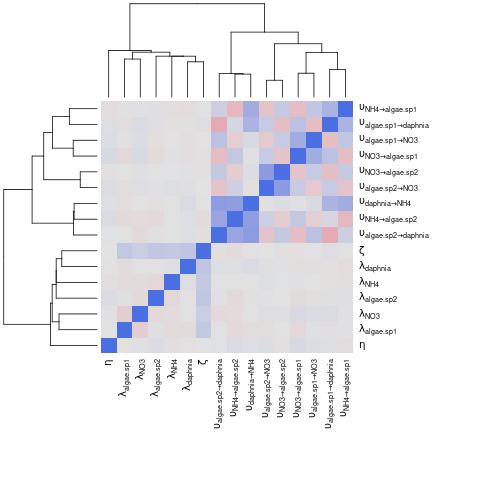 υNH4→algae.sp1
υalgae.sp1→daphnia
υalgae.sp1→NO3
υNO3→algae.sp1
υNO3→algae.sp2
υalgae.sp2→NO3
υdaphnia→NH4
υNH4→algae.sp2
υalgae.sp2→daphnia
ζ
λdaphnia
λNH4
λalgae.sp2
λNO3
λalgae.sp1
η
η
λalgae.sp1
λNO3
λalgae.sp2
λNH4
λdaphnia
ζ
υalgae.sp2→daphnia
υNH4→algae.sp2
υdaphnia→NH4
υalgae.sp2→NO3
υNO3→algae.sp2
υNO3→algae.sp1
υalgae.sp1→NO3
υalgae.sp1→daphnia
υNH4→algae.sp1